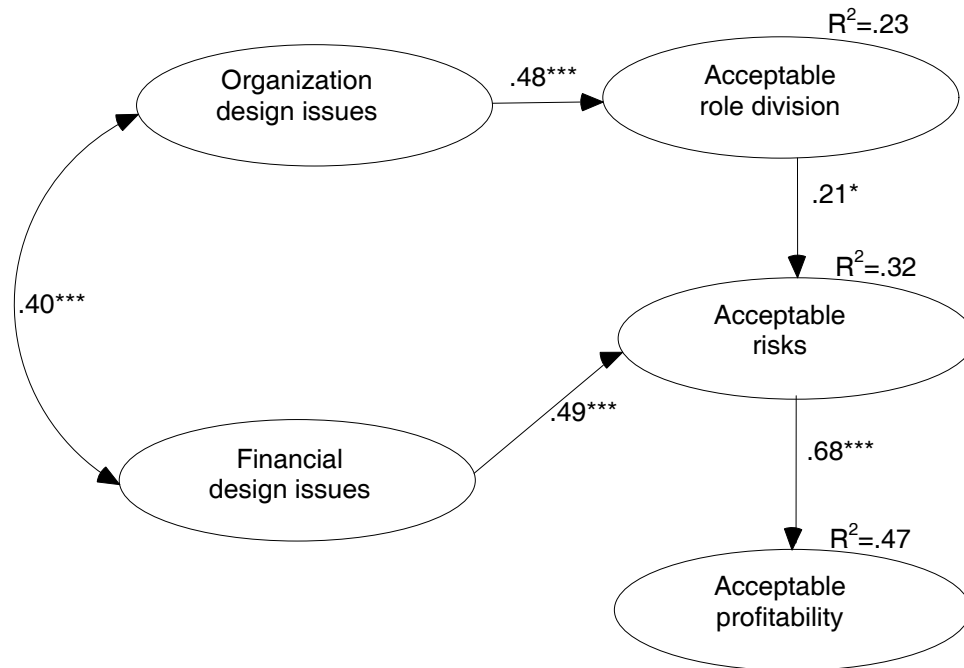 R²=.23
Organization
design issues
.48***
Acceptable
role division
.21*
R²=.32
.40***
Acceptable
risks
.49***
Financial
design issues
.68***
R²=.47
Acceptable
profitability